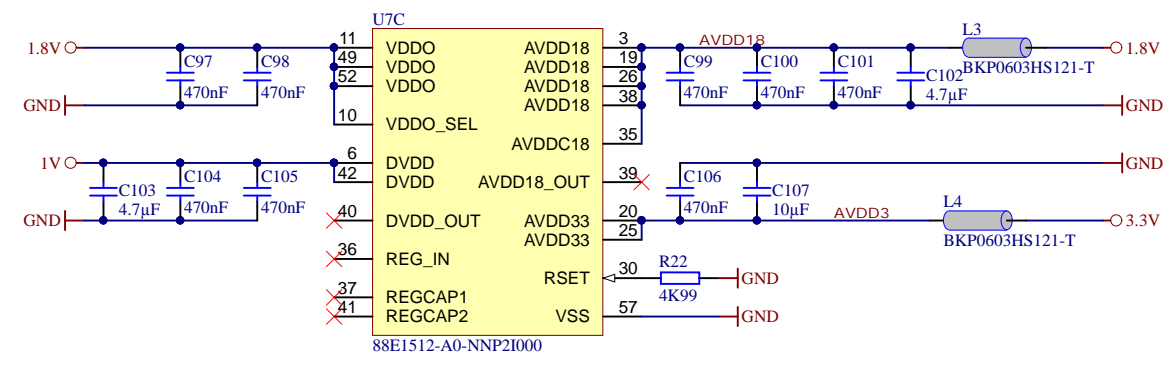 U7C
1.8V
C97
470nF
C98
470nF
GND
11
49
52
10
VDDO
VDDO
VDDO
VDDO_SEL
1V
C103
4.7µF
C104
470nF
C105
470nF
GND
6
42
DVDD
DVDD
40
DVDD_OUT
36
REG_IN
37
REGCAP1
41
REGCAP2
AVDD18
AVDD18
AVDD18
AVDD18
AVDDC18
3
19
26
38
35
AVDD18
C99
470nF
C100
470nF
C101
470nF
C102
4.7µF
L3
BKP0603HS121-T
1.8V
GND
AVDD18_OUT
39
AVDD33
AVDD33
20
25
C106
470nF
C107
10µF
GND
AVDD3
L4
BKP0603HS121-T
3.3V
RSET
30
R22
4K99
GND
VSS
57
GND
88E1512-A0-NNP2I000